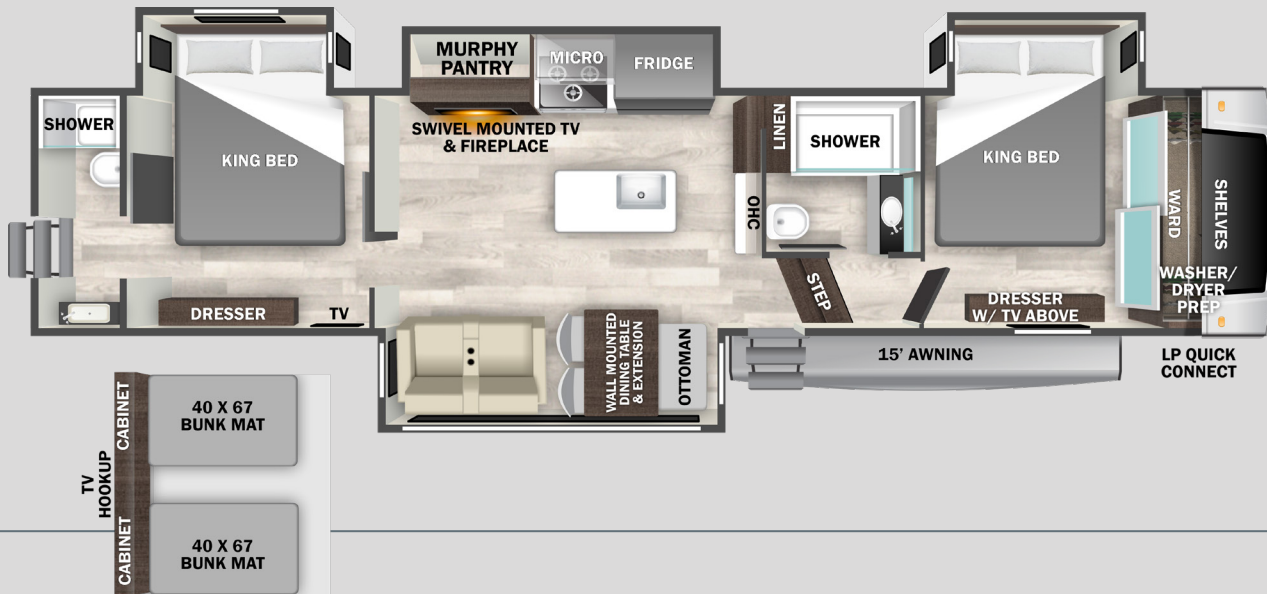 MURPHY
PANTRY
MICRO
FRIDGE
SWIVEL MOUNTED TV
& FIREPLACE
SHOWER
KING BED
LINEN
SHOWER
KING BED
OHC
WARD
SHELVES
STEP
WASHER/
DRYER
PREP
DRESSER
TV
DRESSER
W/ TV ABOVE
WALL MOUNTED
DINING TABLE
& EXTENSION
OTTOMAN
15' AWNING
LP QUICK
CONNECT
CABINET
40 X 67
BUNK MAT
TV
HOOKUP
CABINET
40 X 67
BUNK MAT